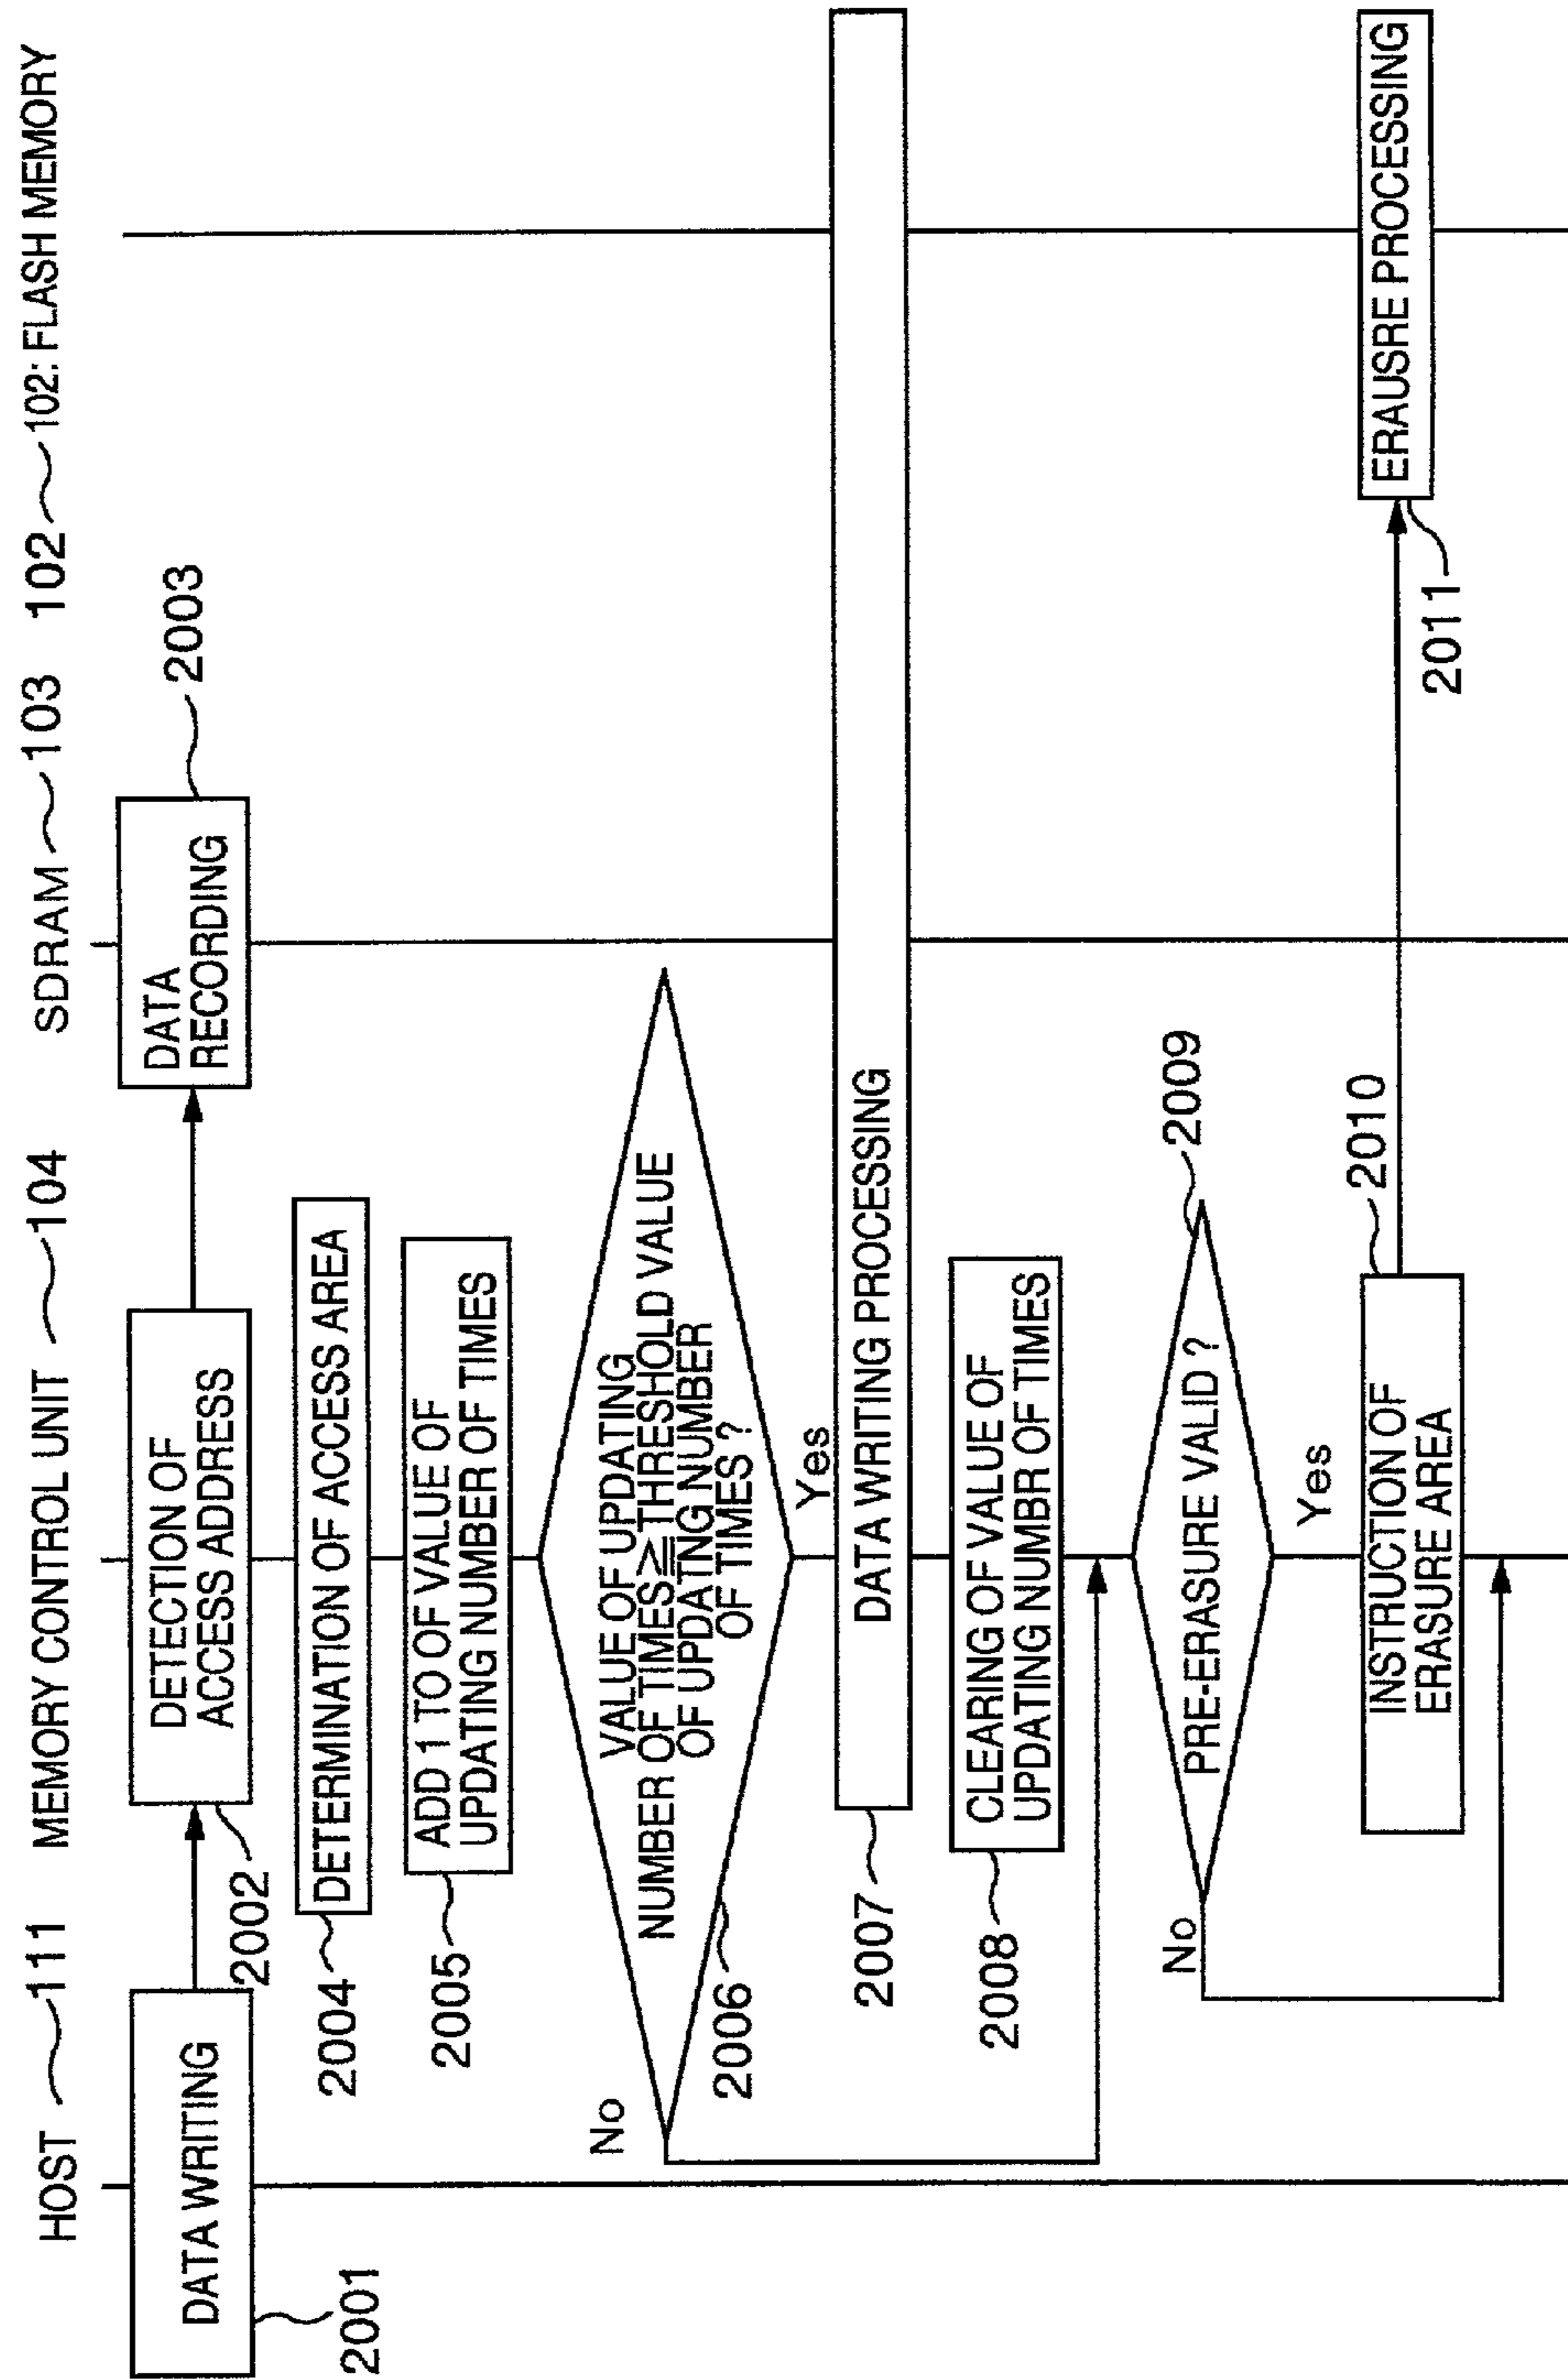 HOST 111
MEMORY CONTROL UNIT 104
SDRAM 103
102 102: FLASH MEMORY
DATA WRITING
2001
DETECTION OF
ACCESS ADDRESS
2002
DATA
RECORDING
2003
DETERMINATION OF ACCESS AREA
2004
ADD 1 TO OF VALUE OF
UPDATING NUMBER OF TIMES
2005
VALUE OF UPDATING
NUMBER OF TIMES≧THRESHOLD VALUE
OF UPDATING NUMBER
OF TIMES ?
2006
No
Yes
DATA WRITING PROCESSING
2007
CLEARING OF VALUE OF
UPDATING NUMBR OF TIMES
2008
PRE-ERASURE VALID ?
2009
No
Yes
INSTRUCTION OF
ERASURE AREA
2010
ERAUSRE PROCESSING
2011